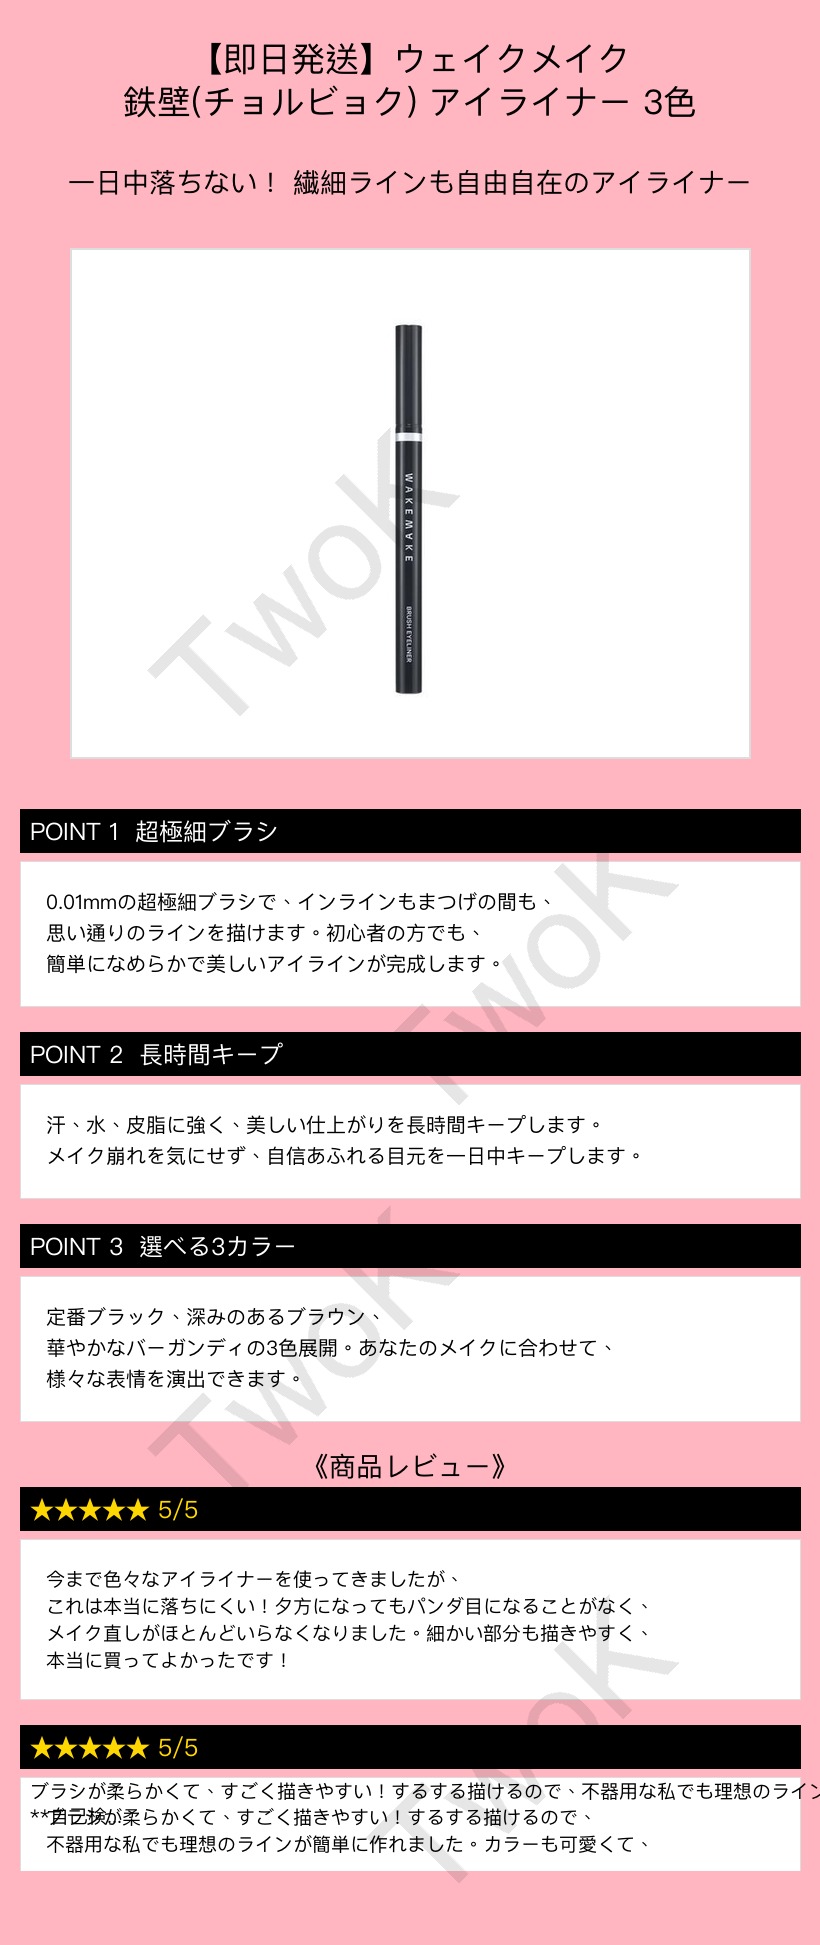 【即日発送】ウェイクメイク
鉄壁(チョルビョク) アイライナー 3色
一日中落ちない！ 繊細ラインも自由自在のアイライナー
WAKEMAKE
BRUSH EYELINER
TwoK
POINT 1 超極細ブラシ
0.01mmの超極細ブラシで、インラインもまつげの間も、
思い通りのラインを描けます。初心者の方でも、
簡単になめらかで美しいアイラインが完成します。
TwoK
POINT 2 長時間キープ
汗、水、皮脂に強く、美しい仕上がりを長時間キープします。
メイク崩れを気にせず、自信あふれる目元を一日中キープします。
POINT 3 選べる3カラー
定番ブラック、深みのあるブラウン、
華やかなバーガンディの3色展開。あなたのメイクに合わせて、
様々な表情を演出できます。
TwoK
《商品レビュー》
★★★★★ 5/5
今まで色々なアイライナーを使ってきましたが、
これは本当に落ちにくい！夕方になってもパンダ目になることがなく、
メイク直しがほとんどいらなくなりました。細かい部分も描きやすく、
本当に買ってよかったです！
★★★★★ 5/5
ブラシが柔らかくて、すごく描きやすい！するする描けるので、不器用な私でも理想のライン
**自己検
ブラシが柔らかくて、すごく描きやすい！するする描けるので、
不器用な私でも理想のラインが簡単に作れました。カラーも可愛くて、
TwoK